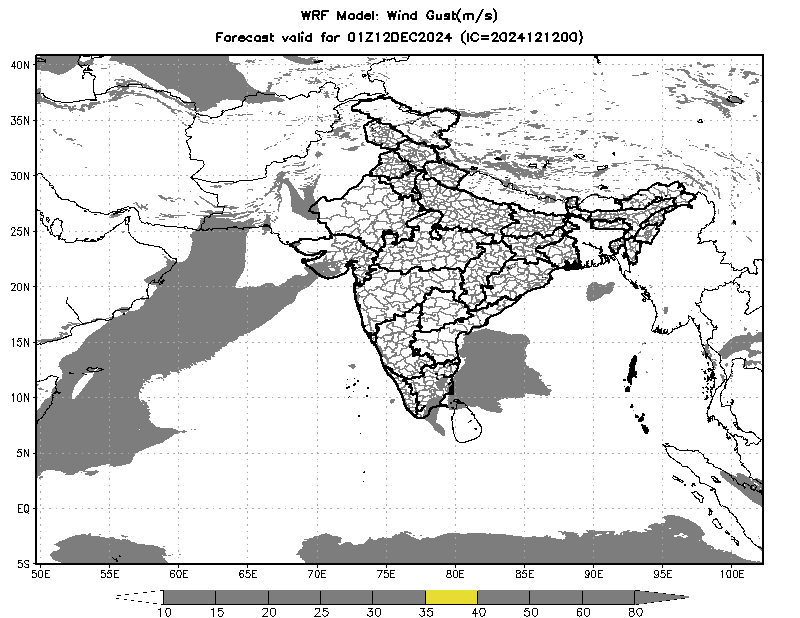 WRF Model: Wind Gust(m/s)
Forecast valid for 01Z12DEC2024 (IC=2024121200)
40N
35N
30N
25N
20N
15N
10N
5N
EQ
5S
50E 55E 60E 65E 70E 75E 80E 85E 90E 95E 100E
10 15 20 25 30 35 40 50 60 80